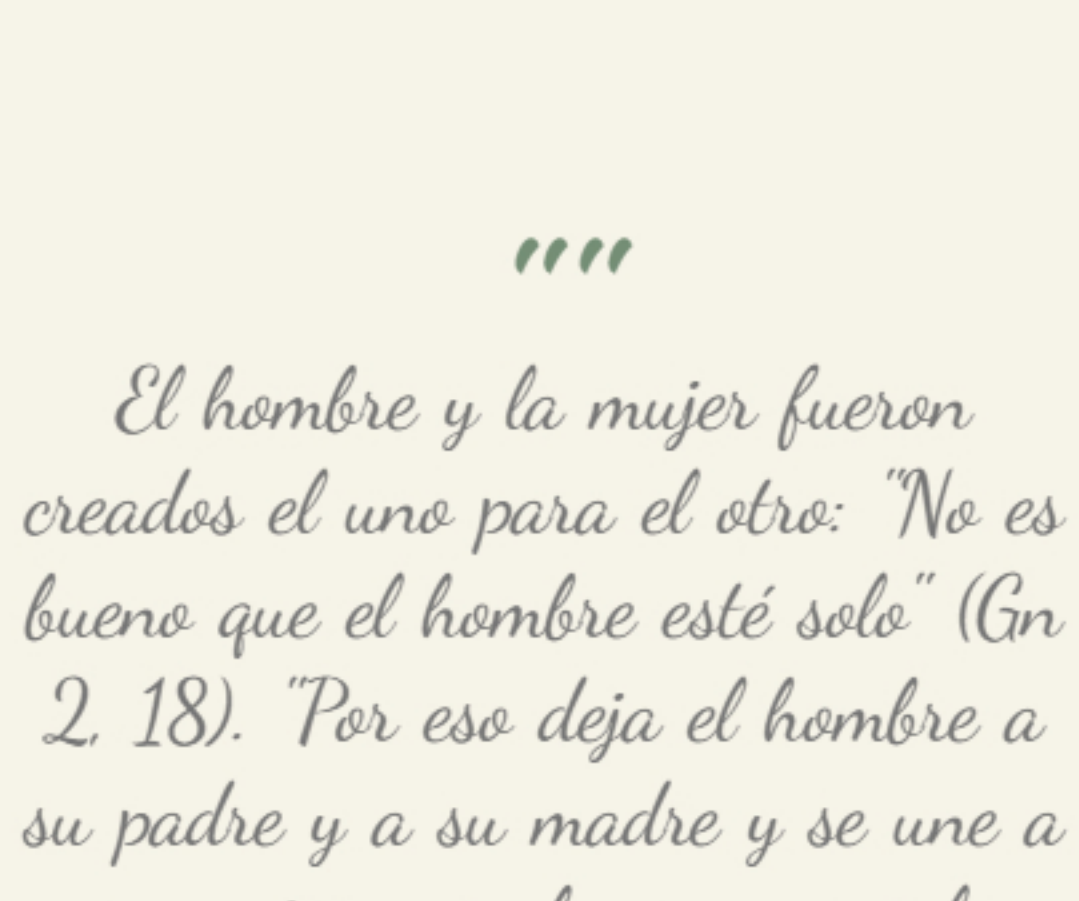 ""
El hombre y la mujer fueron
creados el uno para el otro: "No es
bueno que el hombre esté solo" (Gn
2, 18). "Por eso deja el hombre a
su padre y a su madre y se une a